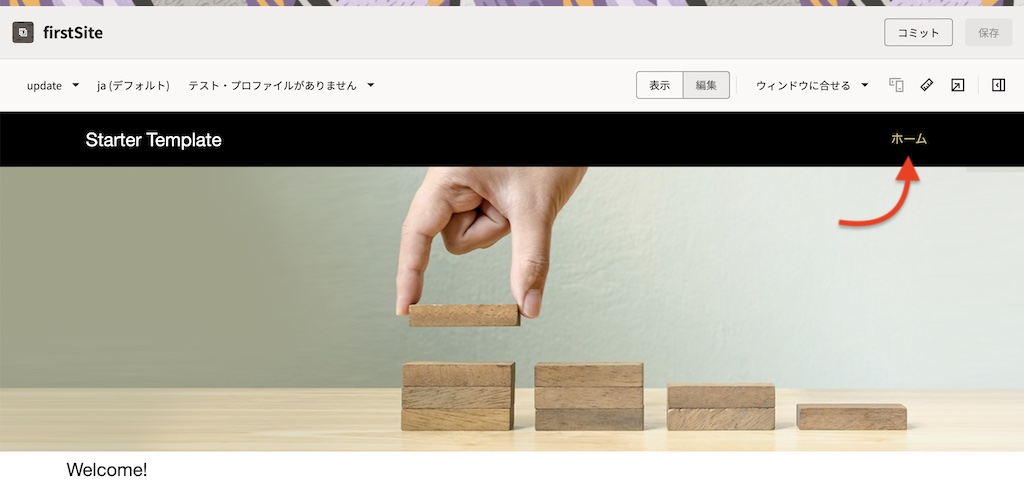 firstSite
コミット
保存
update
ja (デフォルト)
テスト・プロファイルがありません
表示
編集
ウィンドウに合せる
Starter Template
ホーム
Welcome!